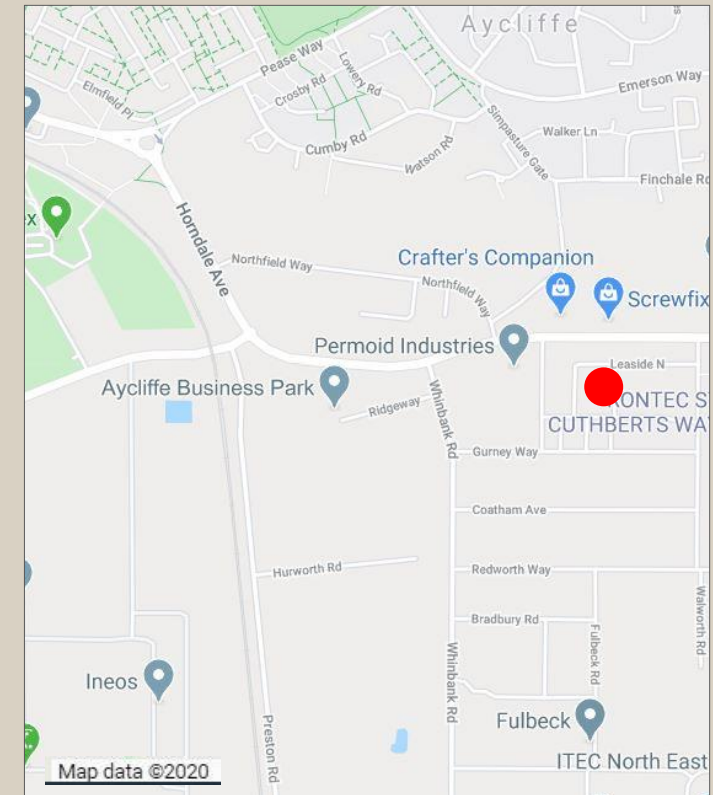 Aycliffe
Pease Way
Lowery Rd
Crosby Rd
Elmfield Pl
Emerson Way
Simpasture Gate
Walker Ln
Cumby Rd
Watson Rd
Finchale Rd
Horndale Ave
Northfield Way
Crafter's Companion
Northfield Way
Screwfix
Permoid Industries
Leaside N
Aycliffe Business Park
Ridgeway
Whinbank Rd
CUTHBERTS WA
Gurney Way
Coatham Ave
Hurworth Rd
Redworth Way
Bradbury Rd
Fulbeck Rd
Walworth Rd
Whinbank Rd
Ineos
Preston Rd
Fulbeck
ITEC North East
Map data ©2020